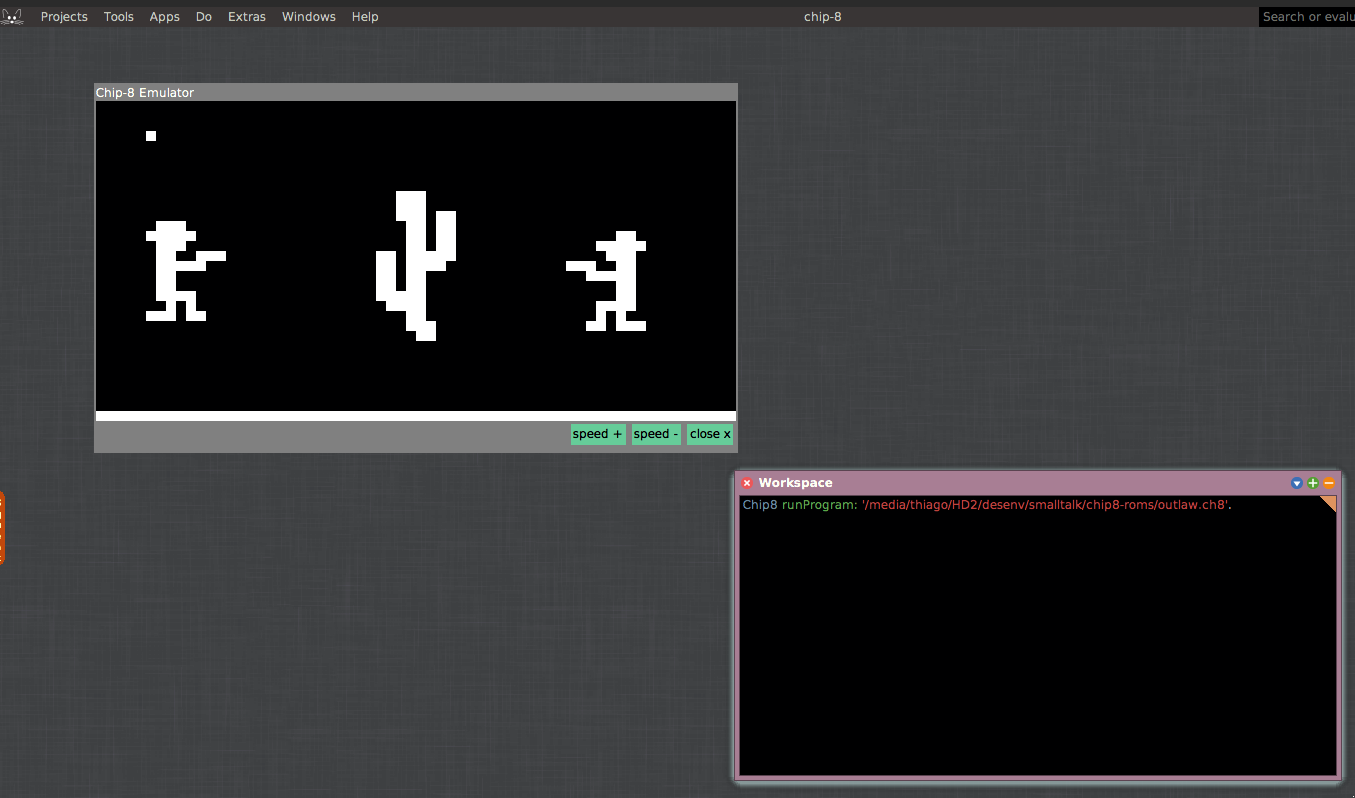 Projects Tools Apps Do Extras Windows Help chip-8 Search or evalu
Chip-8 Emulator
speed + speed - close x
Workspace
Chip8 runProgram: '/media/thiago/HD2/desenv/smalltalk/chip8-roms/outlaw.ch8'.